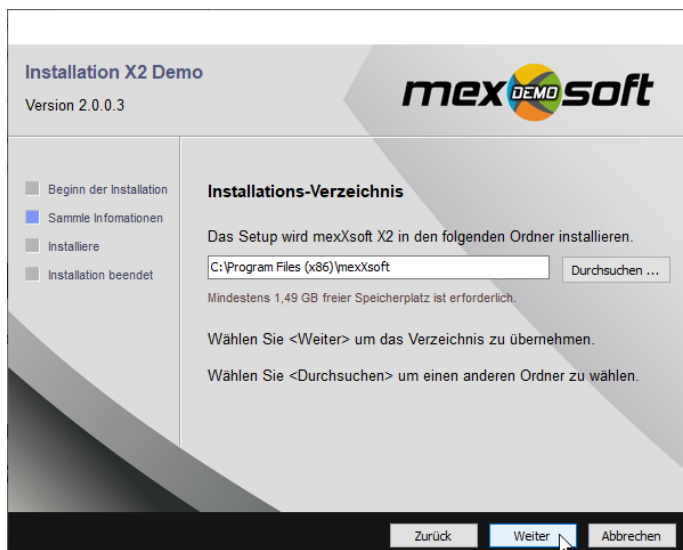 Installation X2 Demo
Version 2.0.0.3
mex DEMO soft
Beginn der Installation
Sammle Infomationen
Installiere
Installation beendet
Installations-Verzeichnis
Das Setup wird mexXsoft X2 in den folgenden Ordner installieren.
C:\Program Files (x86)\mexXsoft
Durchsuchen ...
Mindestens 1,49 GB freier Speicherplatz ist erforderlich.
Wählen Sie <Weiter> um das Verzeichnis zu übernehmen.
Wählen Sie <Durchsuchen> um einen anderen Ordner zu wählen.
Zurück Weiter Abbrechen